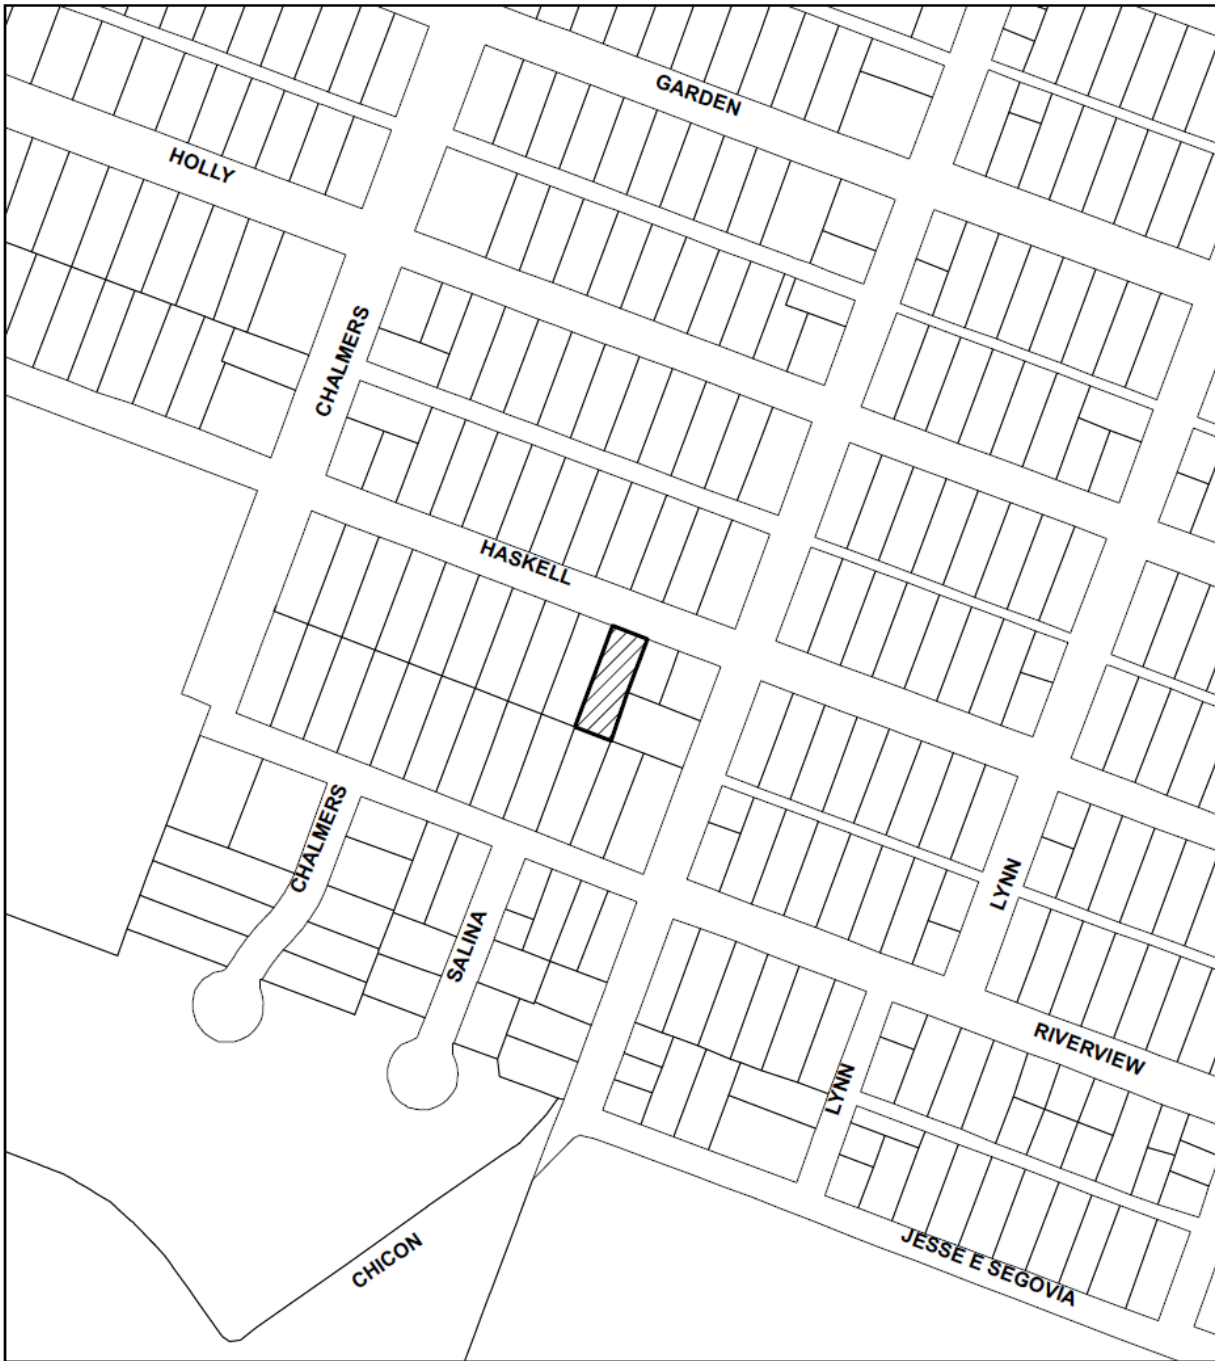 GARDEN
HOLLY
CHALMERS
HASKELL
CHALMERS
LYNN
SALINA
RIVERVIEW
LYNN
CHICON
JESSE E SEGOVIA